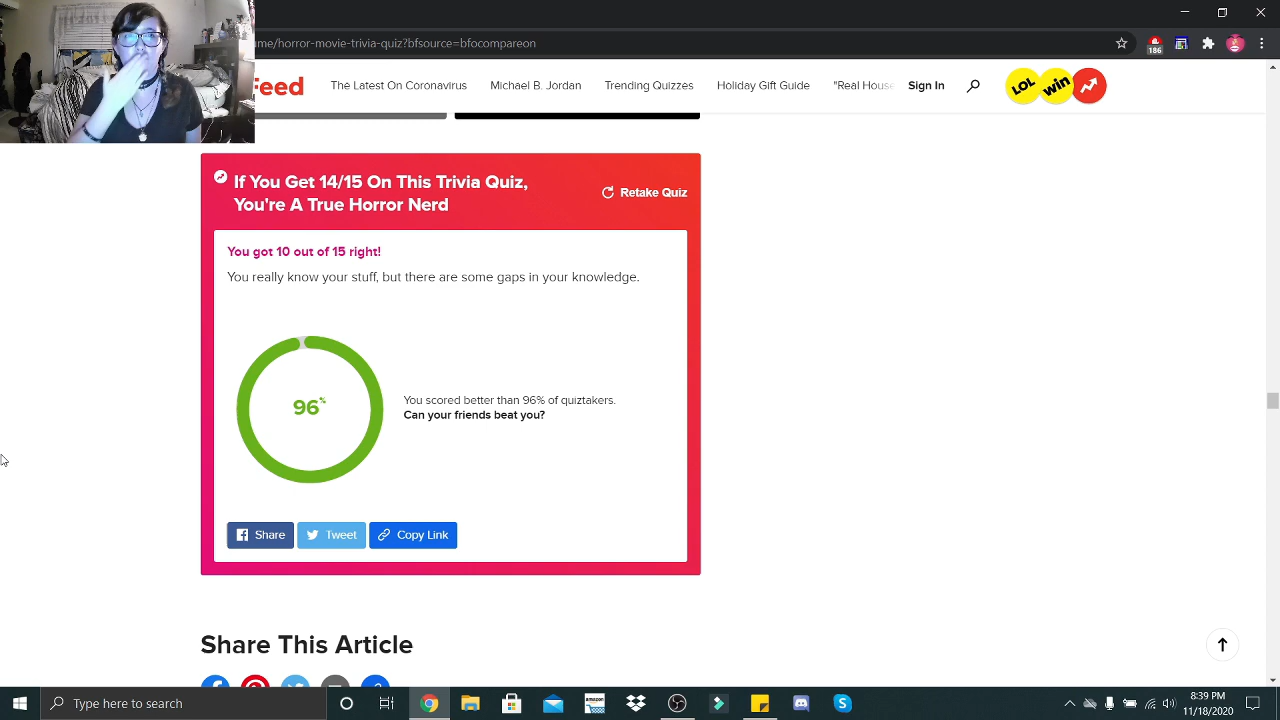 ame/horror-movie-trivia-quiz?bfsource=bfocompareon
186
Feed
The Latest On Coronavirus
Michael B. Jordan
Trending Quizzes
Holiday Gift Guide
"Real House
Sign In
LOL
win
If You Get 14/15 On This Trivia Quiz,
You're A True Horror Nerd
Retake Quiz
You got 10 out of 15 right!
You really know your stuff, but there are some gaps in your knowledge.
96%
You scored better than 96% of quiztakers.
Can your friends beat you?
Share
Tweet
Copy Link
Share This Article
Type here to search
amazon
8:39 PM
11/18/2020